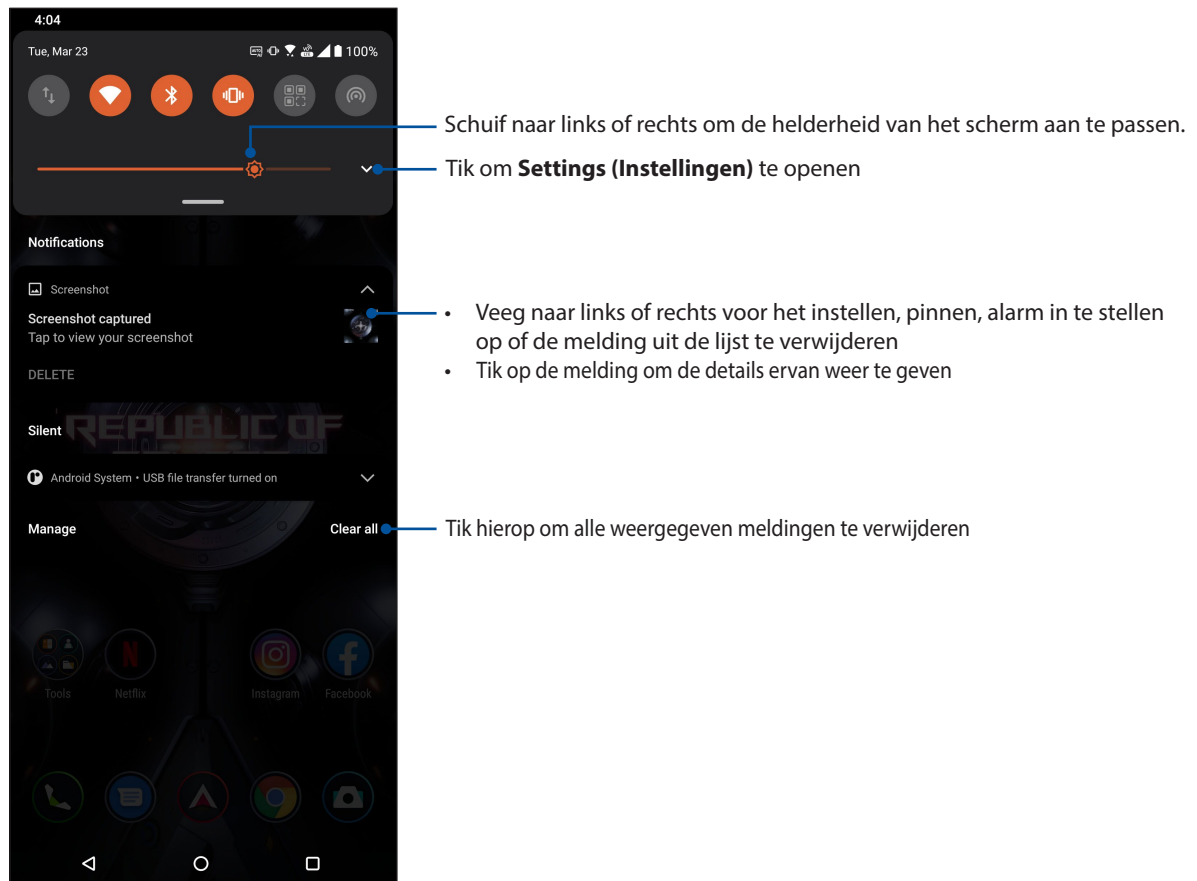 4:04
Tue, Mar 23
100%
Schuif naar links of rechts om de helderheid van het scherm aan te passen.
Tik om Settings (Instellingen) te openen
Notifications
Screenshot
Screenshot captured
Tap to view your screenshot
DELETE
• Veeg naar links of rechts voor het instellen, pinnen, alarm in te stellen
op of de melding uit de lijst te verwijderen
• Tik op de melding om de details ervan weer te geven
Silent
REPUBLIC OF
Android System • USB file transfer turned on
Manage
Clear all
Tik hierop om alle weergegeven meldingen te verwijderen
Tools
Netflix
Instagram
Facebook